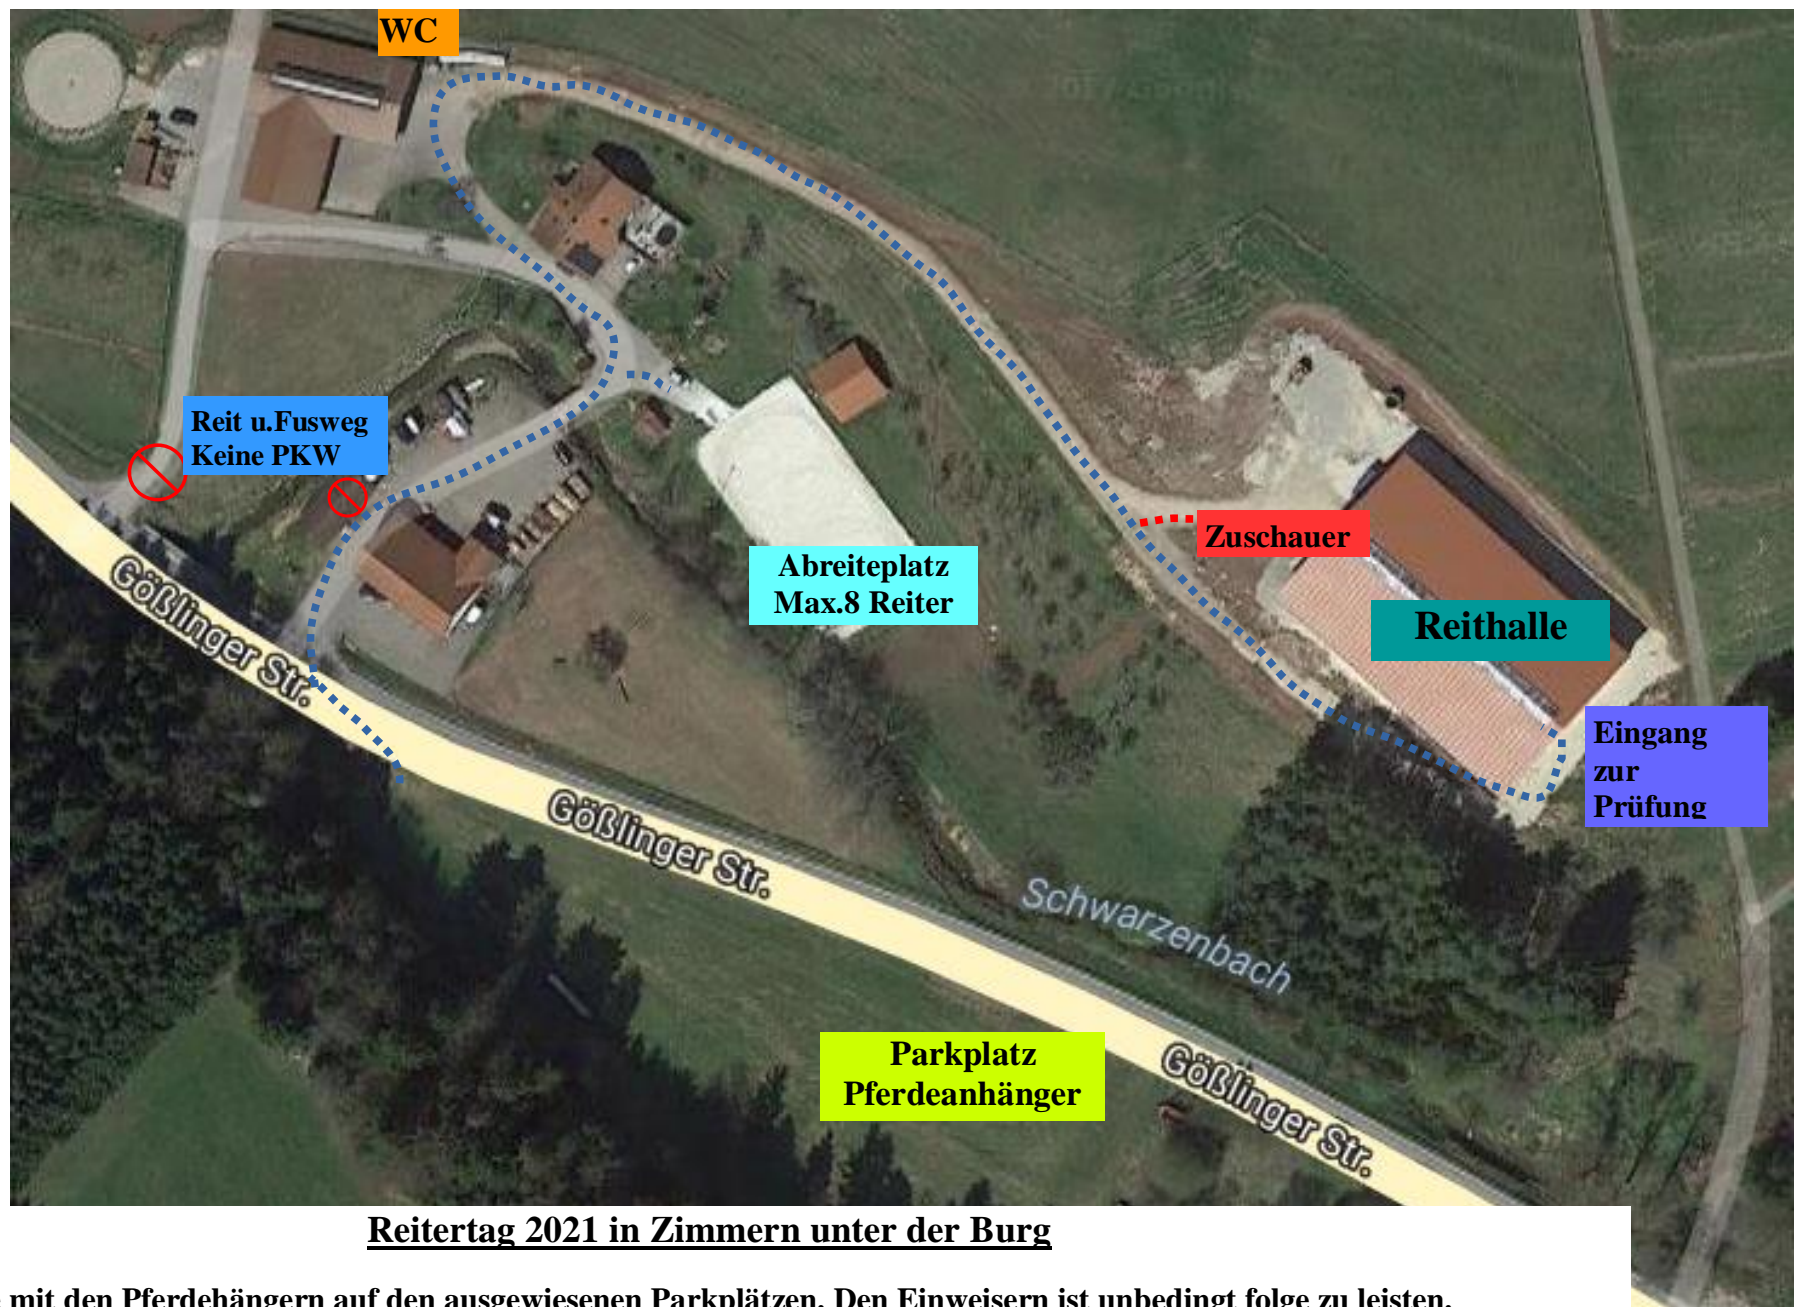 WC
Reit u.Fusweg
Keine PKW
Zuschauer
Abreiteplatz
Max.8 Reiter
Reithalle
Eingang
zur
Prüfung
Gößlinger Str.
Gößlinger Str.
Schwarzenbach
Parkplatz
Pferdeanhänger
Gößlinger Str.
Reitertag 2021 in Zimmern unter der Burg
mit den Pferdehängern auf den ausgewiesenen Parkplätzen. Den Einweisern ist unbedingt folge zu leisten.